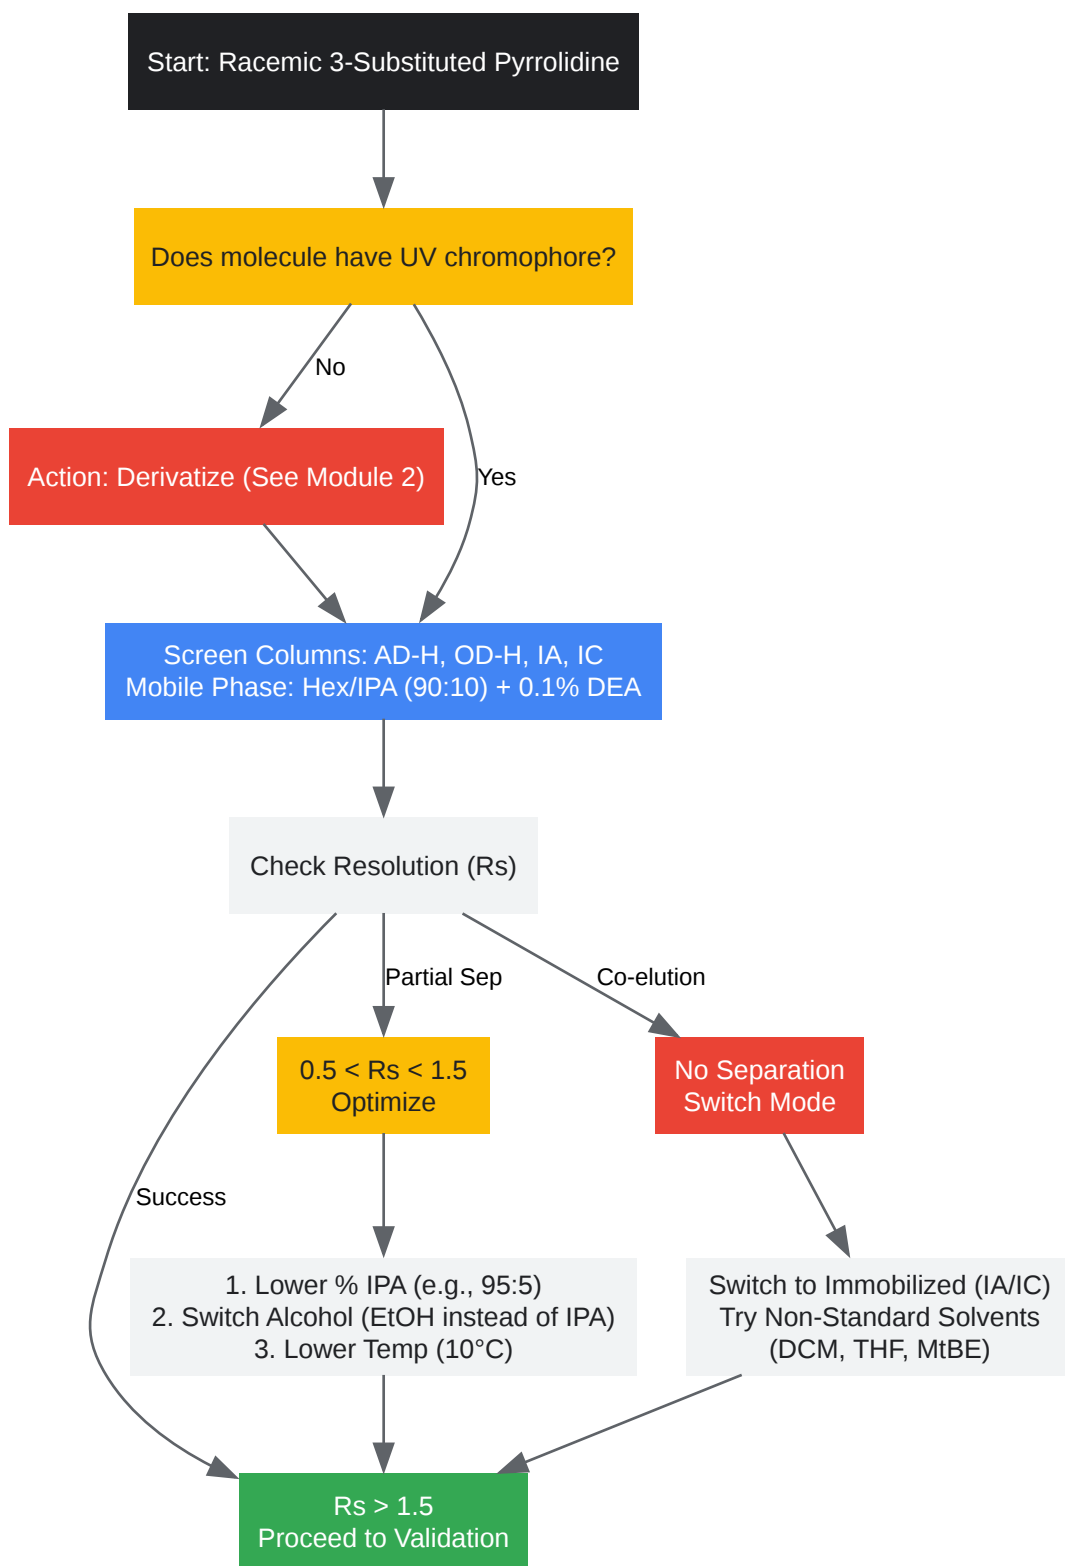 Start: Racemic 3-Substituted Pyrrolidine
Does molecule have UV chromophore?
No
Yes
Action: Derivatize (See Module 2)
Screen Columns: AD-H, OD-H, IA, IC
Mobile Phase: Hex/IPA (90:10) + 0.1% DEA
Check Resolution (Rs)
Partial Sep
Co-elution
0.5 < Rs < 1.5
Optimize
No Separation
Switch Mode
Success
1. Lower % IPA (e.g., 95:5)
2. Switch Alcohol (EtOH instead of IPA)
3. Lower Temp (10°C)
Switch to Immobilized (IA/IC)
Try Non-Standard Solvents
(DCM, THF, MtBE)
Rs > 1.5
Proceed to Validation